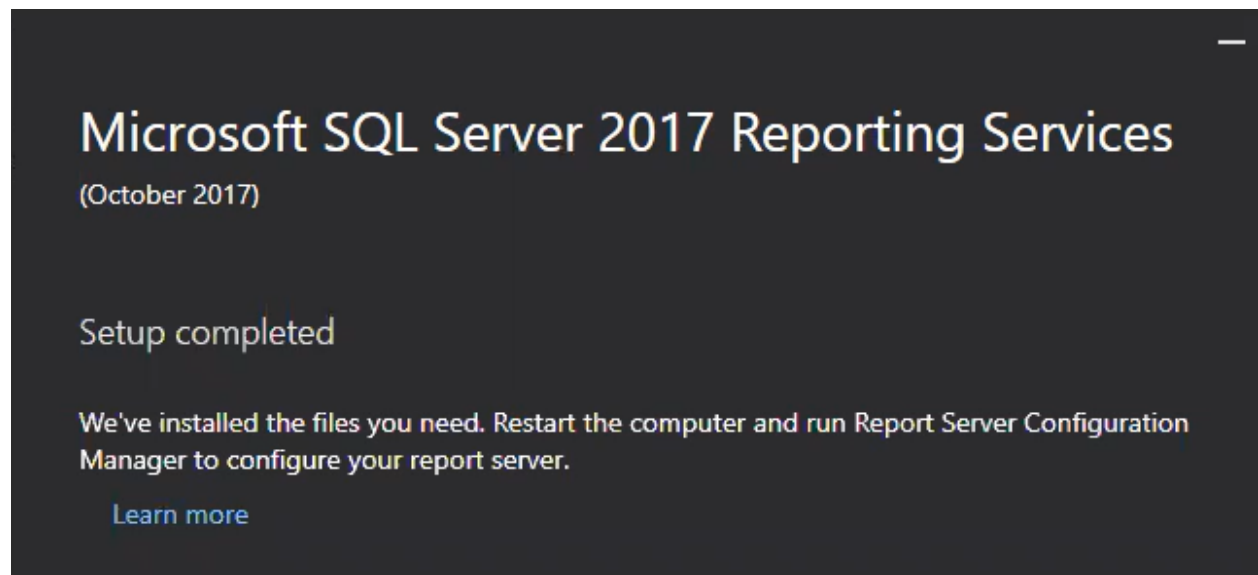 Microsoft SQL Server 2017 Reporting Services
(October 2017)
Setup completed
We've installed the files you need. Restart the computer and run Report Server Configuration
Manager to configure your report server.
Learn more